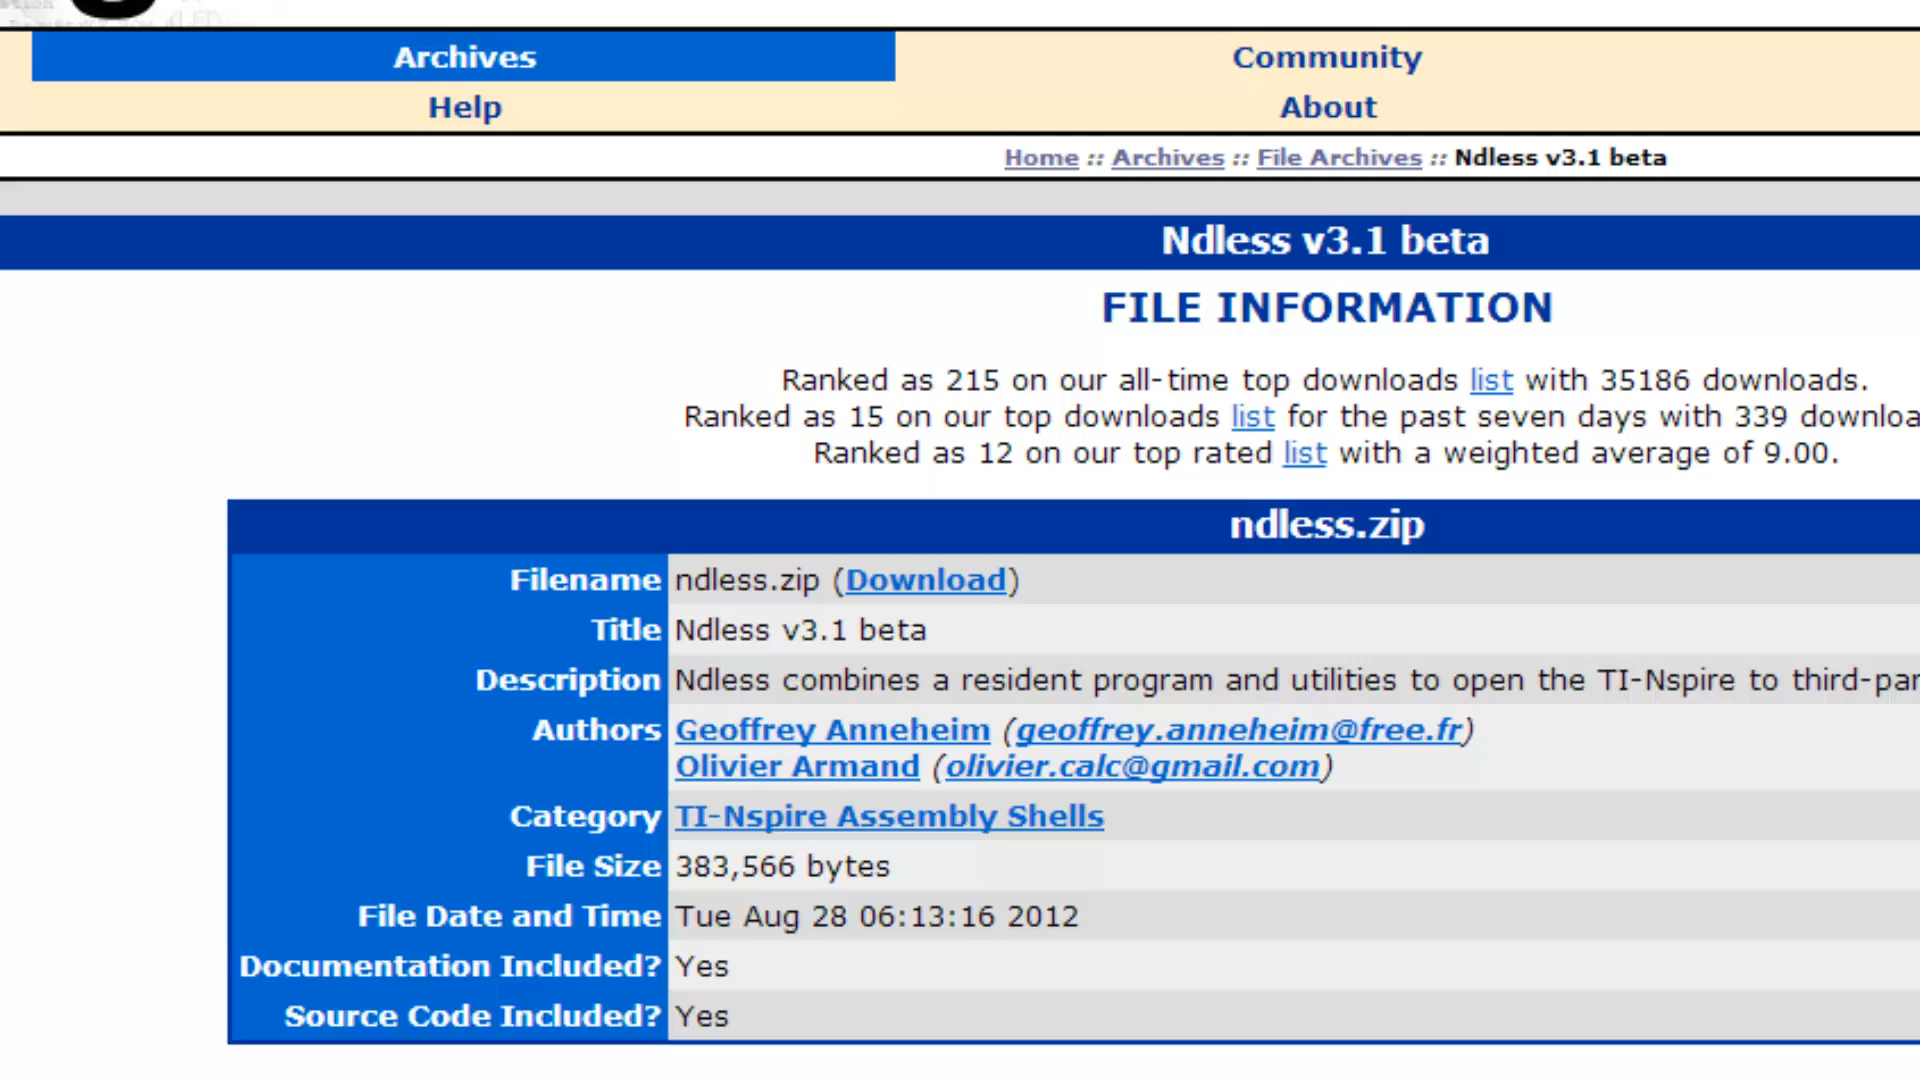 Archives Community
Help About
Home :: Archives :: File Archives :: Ndless v3.1 beta
Ndless v3.1 beta
FILE INFORMATION
Ranked as 215 on our all-time top downloads list with 35186 downloads.
Ranked as 15 on our top downloads list for the past seven days with 339
Ranked as 12 on our top rated list with a weighted average of 9.00.
ndless.zip
Filename ndless.zip (Download)
Title Ndless v3.1 beta
Description Ndless combines a resident program and utilities to open the TI-Nspire to
Authors Geoffrey Anneheim (geoffrey.anneheim@free.fr)
Olivier Armand (olivier.calc@gmail.com)
Category TI-Nspire Assembly Shells
File Size 383,566 bytes
File Date and Time Tue Aug 28 06:13:16 2012
Documentation Included? Yes
Source Code Included? Yes